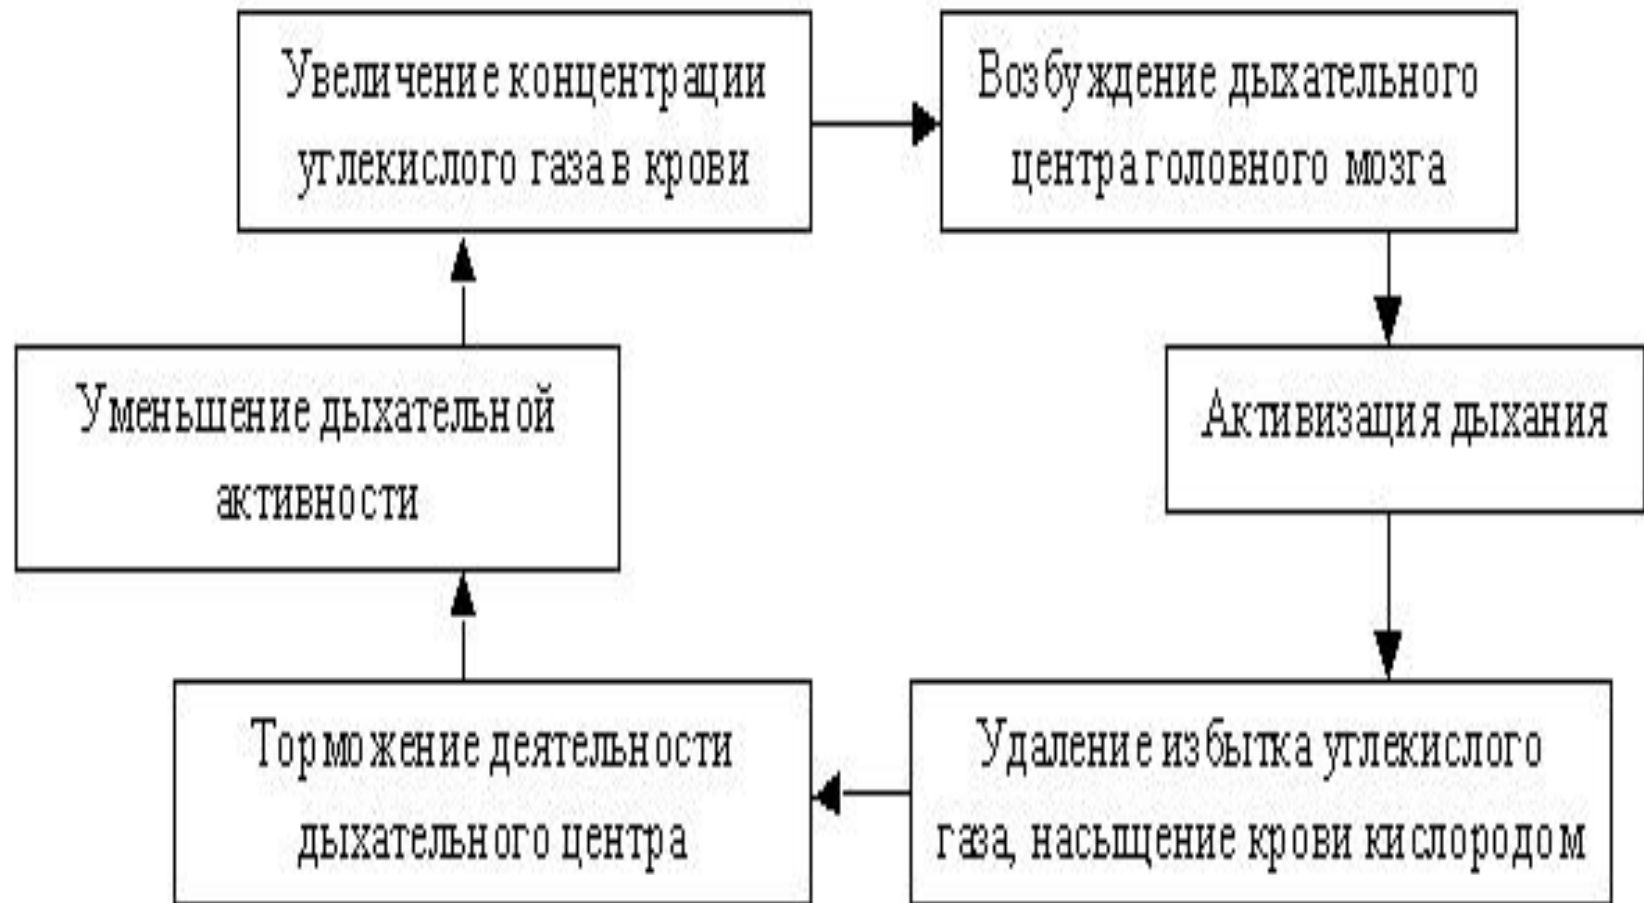 Увеличение концентрации
углекислого газа в крови
Возбуждение дыхательного
центра головного мозга
Активизация дыхания
Удаление избытка углекислого
газа, насыщение крови кислородом
Торможение деятельности
дыхательного центра
Уменьшение дыхательной
активности